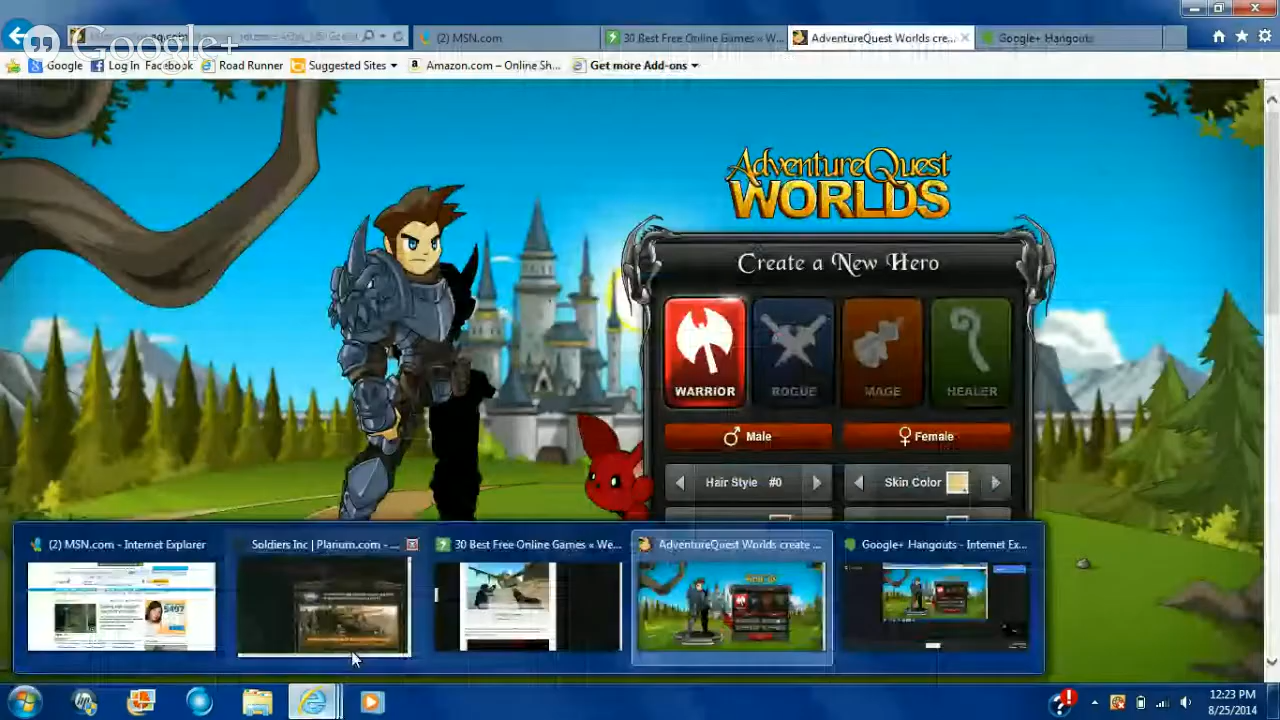 Google+
(2) MSN.com
30 Best Free Online Games « W...
AdventureQuest Worlds cre...
Google+ Hangouts
Google
Log In Facebook
Road Runner
Suggested Sites
Amazon.com – Online Sh...
Get more Add-ons
AdventureQuest
WORLDS
Create a New Hero
WARRIOR
ROGUE
MAGE
HEALER
Male
Female
Hair Style #0
Skin Color
(2) MSN.com - Internet Explorer
Soldiers Inc | Plarium.com - ...
30 Best Free Online Games « We...
AdventureQuest Worlds create ...
Google+ Hangouts - Internet Ex...
$497
12:23 PM
8/25/2014